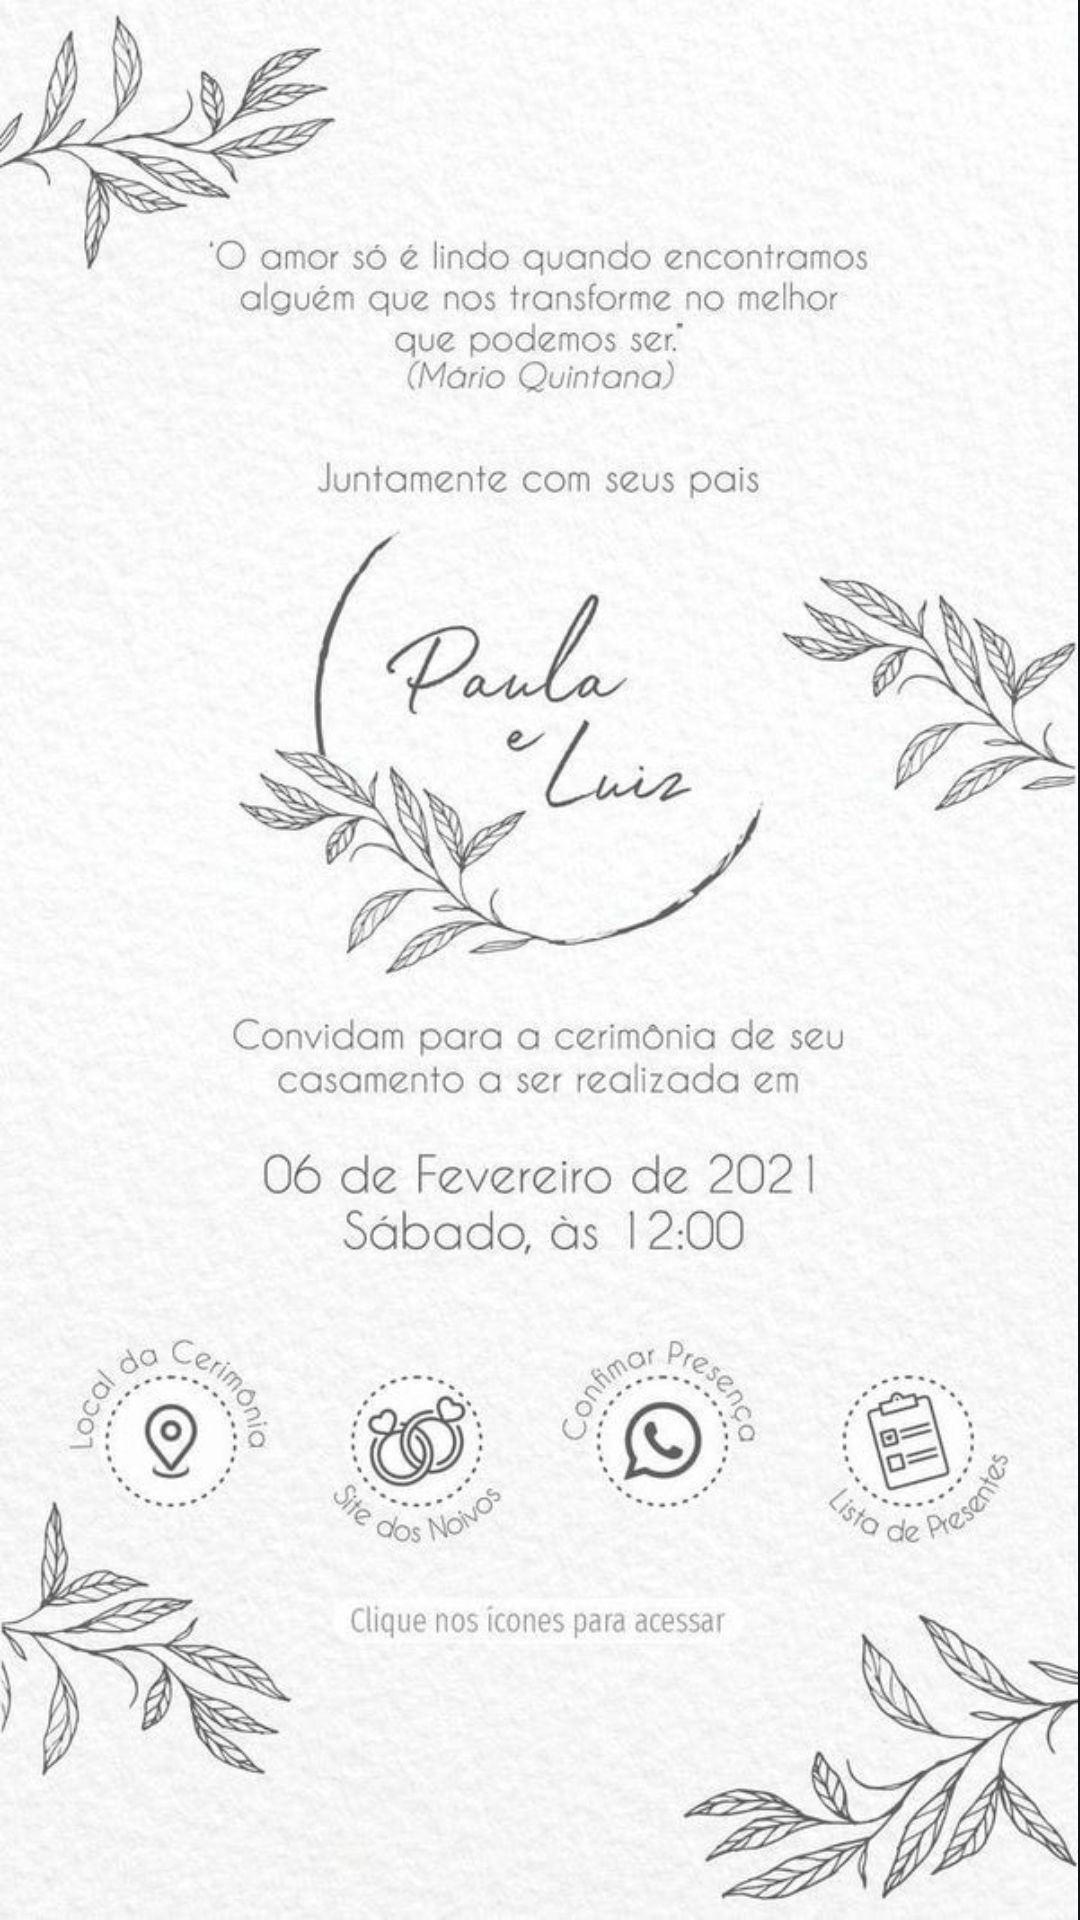 'O amor só é lindo quando encontramos
alguém que nos transforme no melhor
que podemos ser."
(Mário Quintana)
Juntamente com seus pais
Paula
e
Luiz
Convidam para a cerimônia de seu
casamento a ser realizada em
06 de Fevereiro de 2021
Sábado, às 12:00
Local da Cerimônia
Site dos Noivos
Confimar Presença
Lista de Presentes
Clique nos ícones para acessar